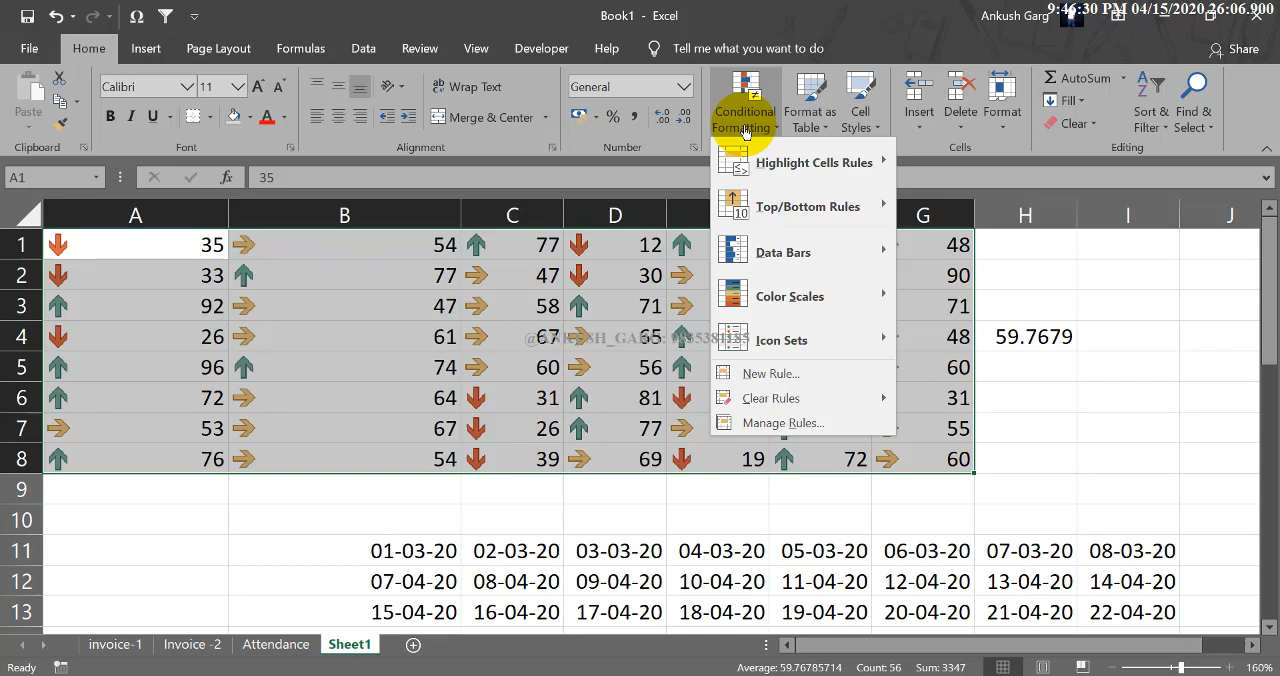 Book1 - Excel
Ankush Garg
9:46:30 PM 04/15/2020 26:06.900
File Home Insert Page Layout Formulas Data Review View Developer Help Tell me what you want to do Share
Paste
Calibri 11
B I U
Wrap Text
Merge & Center
General
Conditional Formatting
Format as Table
Cell Styles
Insert Delete Format
AutoSum
Fill
Clear
Sort & Filter
Find & Select
Clipboard Font Alignment Number Cells Editing
A1 fx 35
Highlight Cells Rules
Top/Bottom Rules
Data Bars
Color Scales
Icon Sets
New Rule...
Clear Rules
Manage Rules...
A B C D G H I J
1 35 54 77 12 48
2 33 77 47 30 90
3 92 47 58 71 71
4 26 61 67 65 48 59.7679
5 96 74 60 56 60
6 72 64 31 81 31
7 53 67 26 77 55
8 76 54 39 69 19 72 60
9
10
11 01-03-20 02-03-20 03-03-20 04-03-20 05-03-20 06-03-20 07-03-20 08-03-20
12 07-04-20 08-04-20 09-04-20 10-04-20 11-04-20 12-04-20 13-04-20 14-04-20
13 15-04-20 16-04-20 17-04-20 18-04-20 19-04-20 20-04-20 21-04-20 22-04-20
invoice-1 Invoice -2 Attendance Sheet1
Ready Average: 59.76785714 Count: 56 Sum: 3347 160%